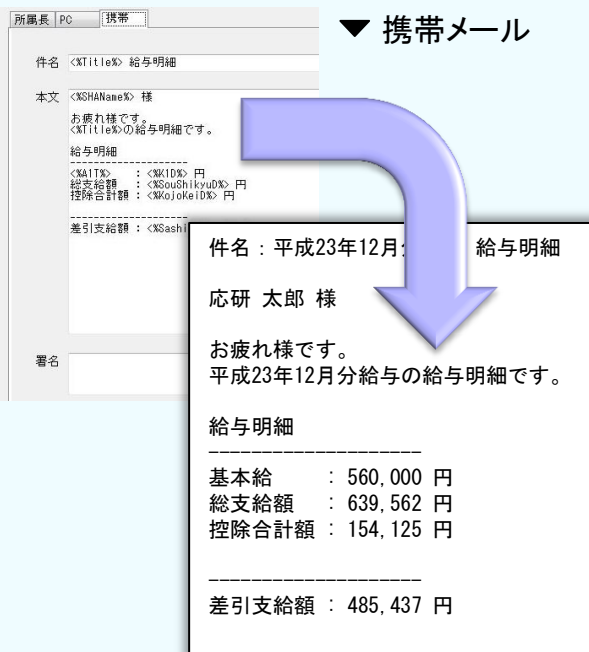 所属長 PC 携帯
▼ 携帯メール
件名 <%Title%> 給与明細
本文 <%SHAName%> 様
お疲れ様です。
<%Title%>の給与明細です。
給与明細
--------------------
<%A1T%> : <%K1D%> 円
総支給額 : <%SouShikyuD%> 円
控除合計額 : <%KojoKeiD%> 円
--------------------
差引支給額 : <%Sashi
署名
件名：平成23年12月分 給与明細
応研 太郎 様
お疲れ様です。
平成23年12月分給与の給与明細です。
給与明細
--------------------
基本給 : 560,000 円
総支給額 : 639,562 円
控除合計額 : 154,125 円
--------------------
差引支給額 : 485,437 円